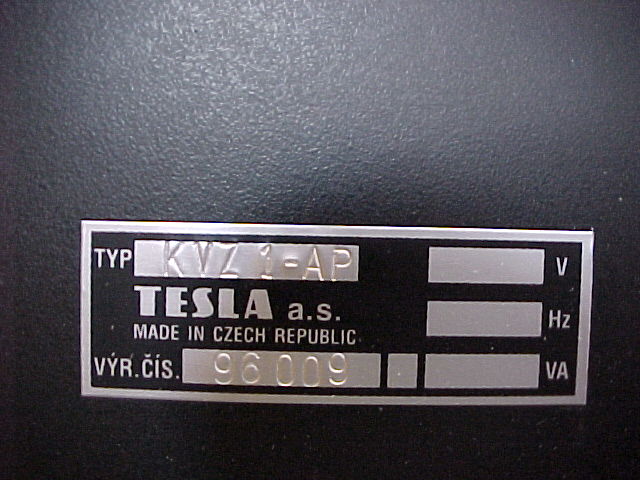 TYP KVZ 1-AP V
TESLA a.s. Hz
MADE IN CZECH REPUBLIC
VÝR.ČÍS. 96 009 VA